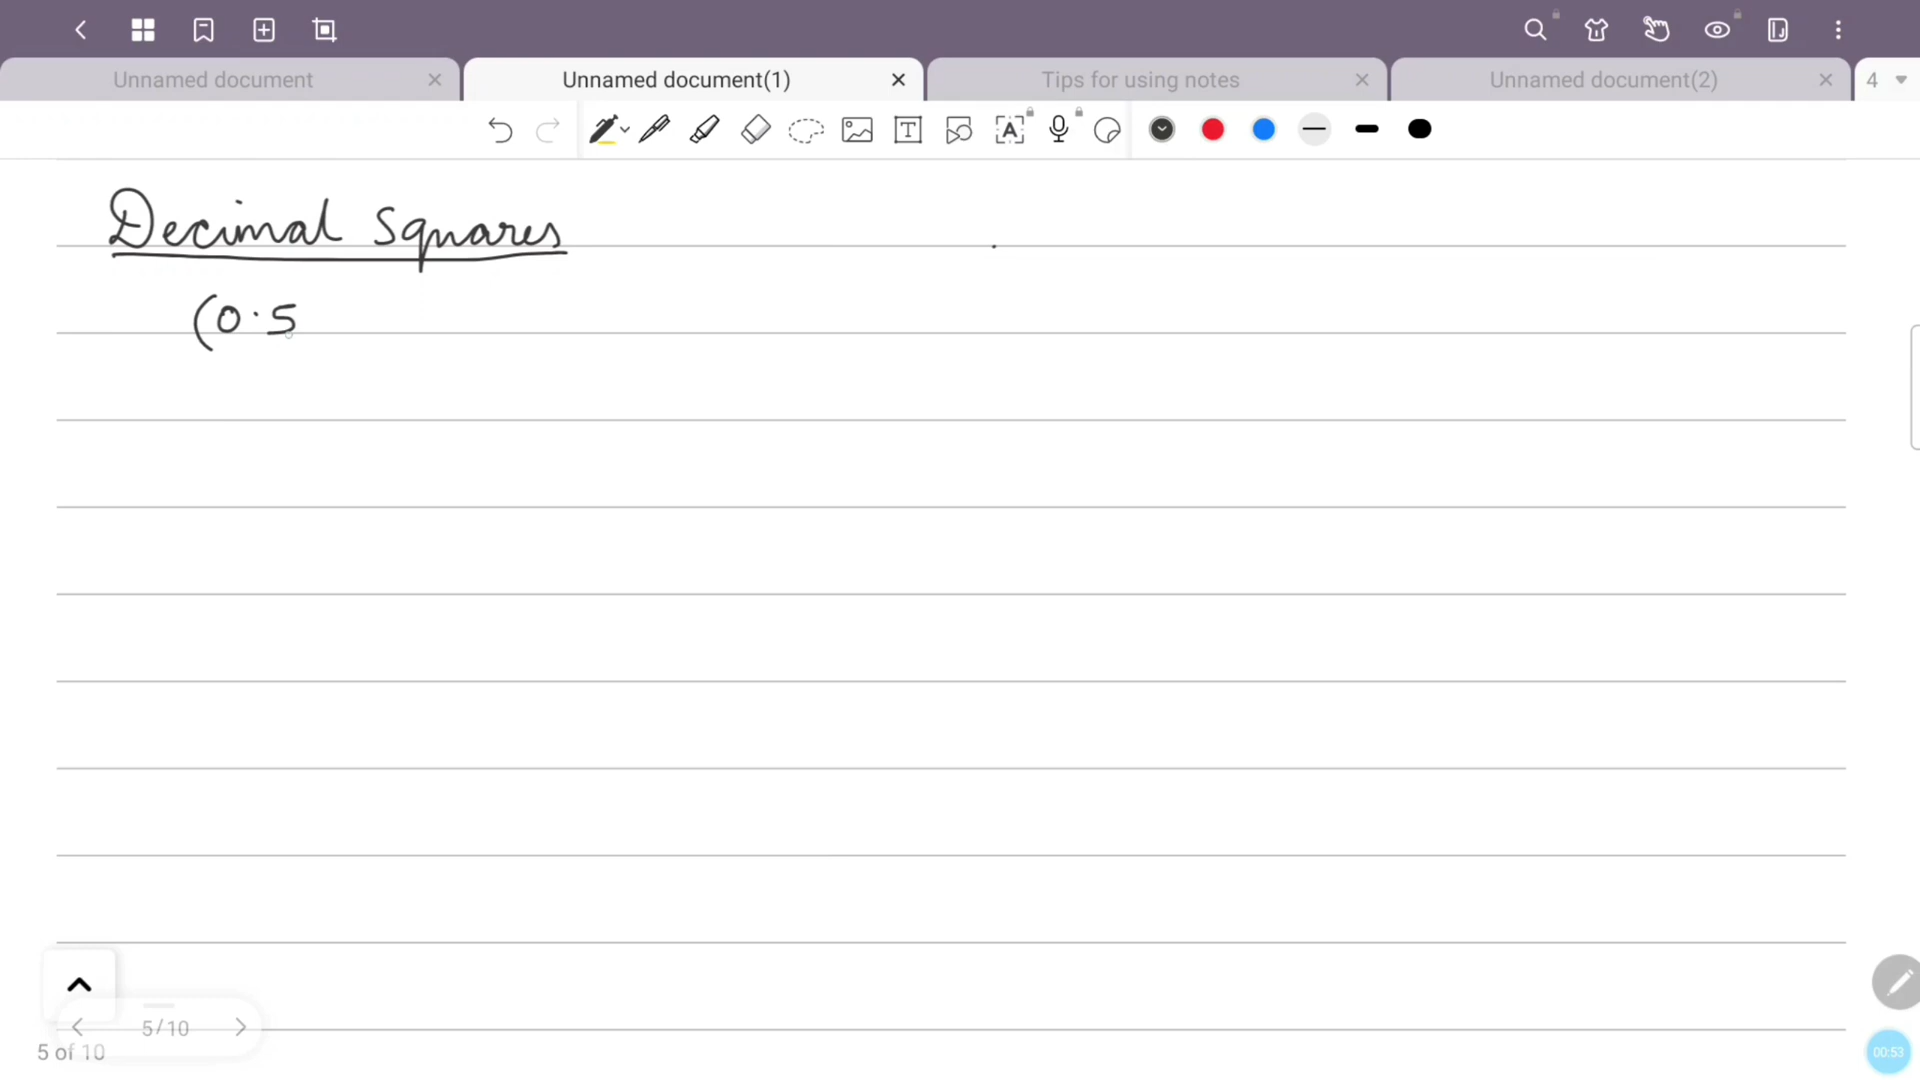 Unnamed document
Unnamed document(1)
Tips for using notes
Unnamed document(2)
4
Decimal Squares
(0.5
5/10
5 of 10
00:53